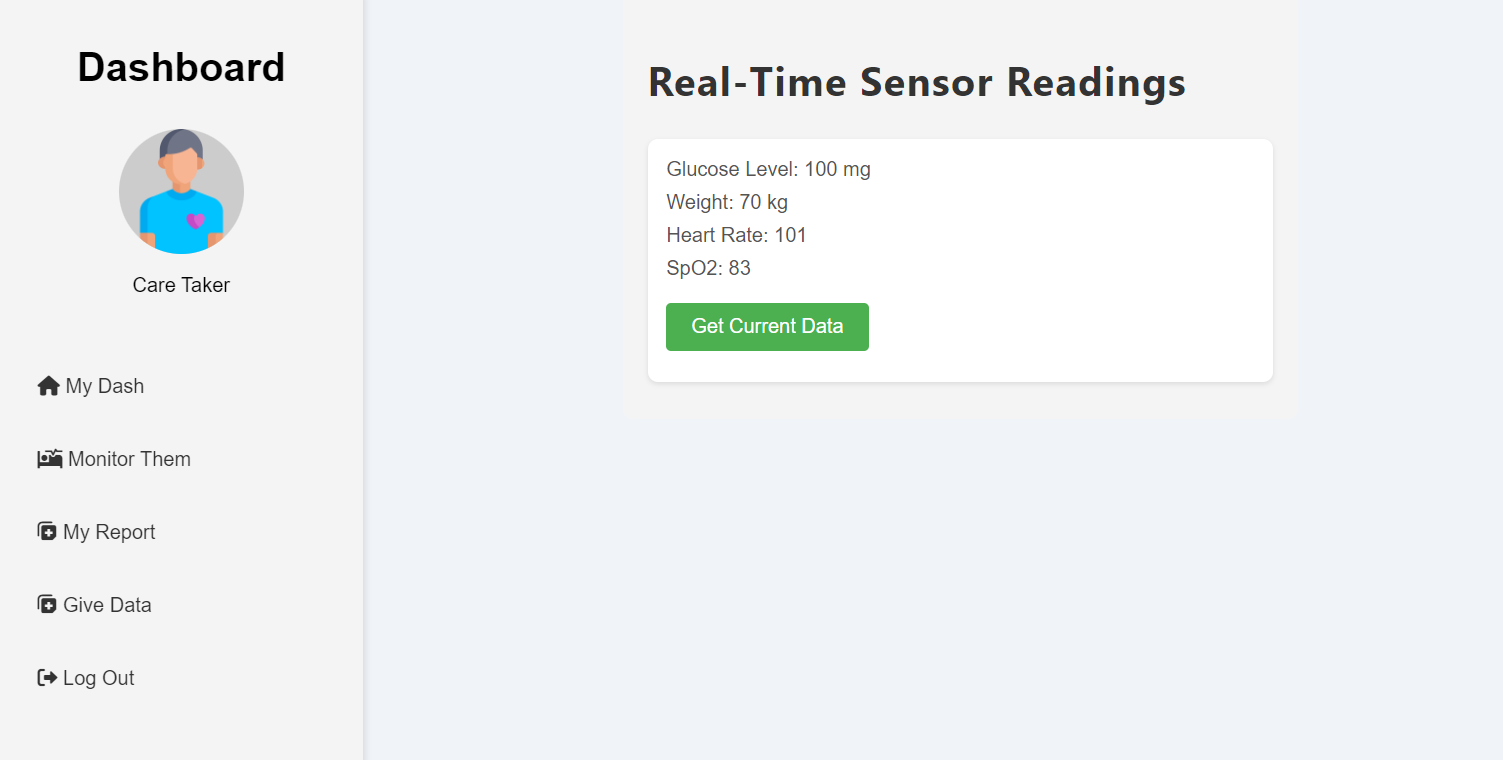 Dashboard
Care Taker
My Dash
Monitor Them
My Report
Give Data
Log Out
Real-Time Sensor Readings
Glucose Level: 100 mg
Weight: 70 kg
Heart Rate: 101
SpO2: 83
Get Current Data